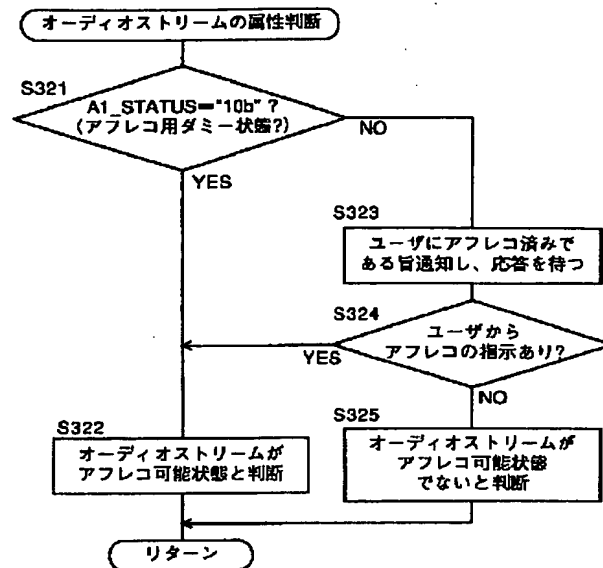 オーディオストリームの属性判断
S321
A1_STATUS="10b" ?
(アフレコ用ダミー状態?)
NO
YES
S323
ユーザにアフレコ済みで
ある旨通知し、応答を待つ
S324
ユーザから
アフレコの指示あり?
YES
NO
S322
オーディオストリームが
アフレコ可能状態と判断
S325
オーディオストリームが
アフレコ可能状態
でないと判断
リターン